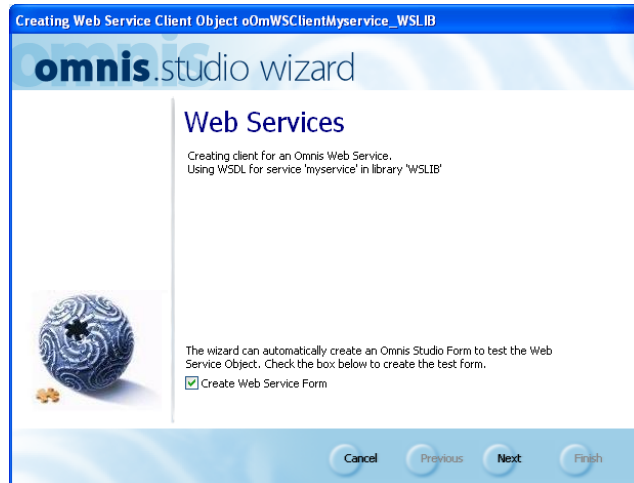 Creating Web Service Client Object oOmWSClientMyservice_WSLIB
omnis.studio wizard
Web Services
Creating client for an Omnis Web Service.
Using WSDL for service 'myservice' in library 'WSLIB'
The wizard can automatically create an Omnis Studio Form to test the Web
Service Object. Check the box below to create the test form.
Create Web Service Form
Cancel Previous Next Finish